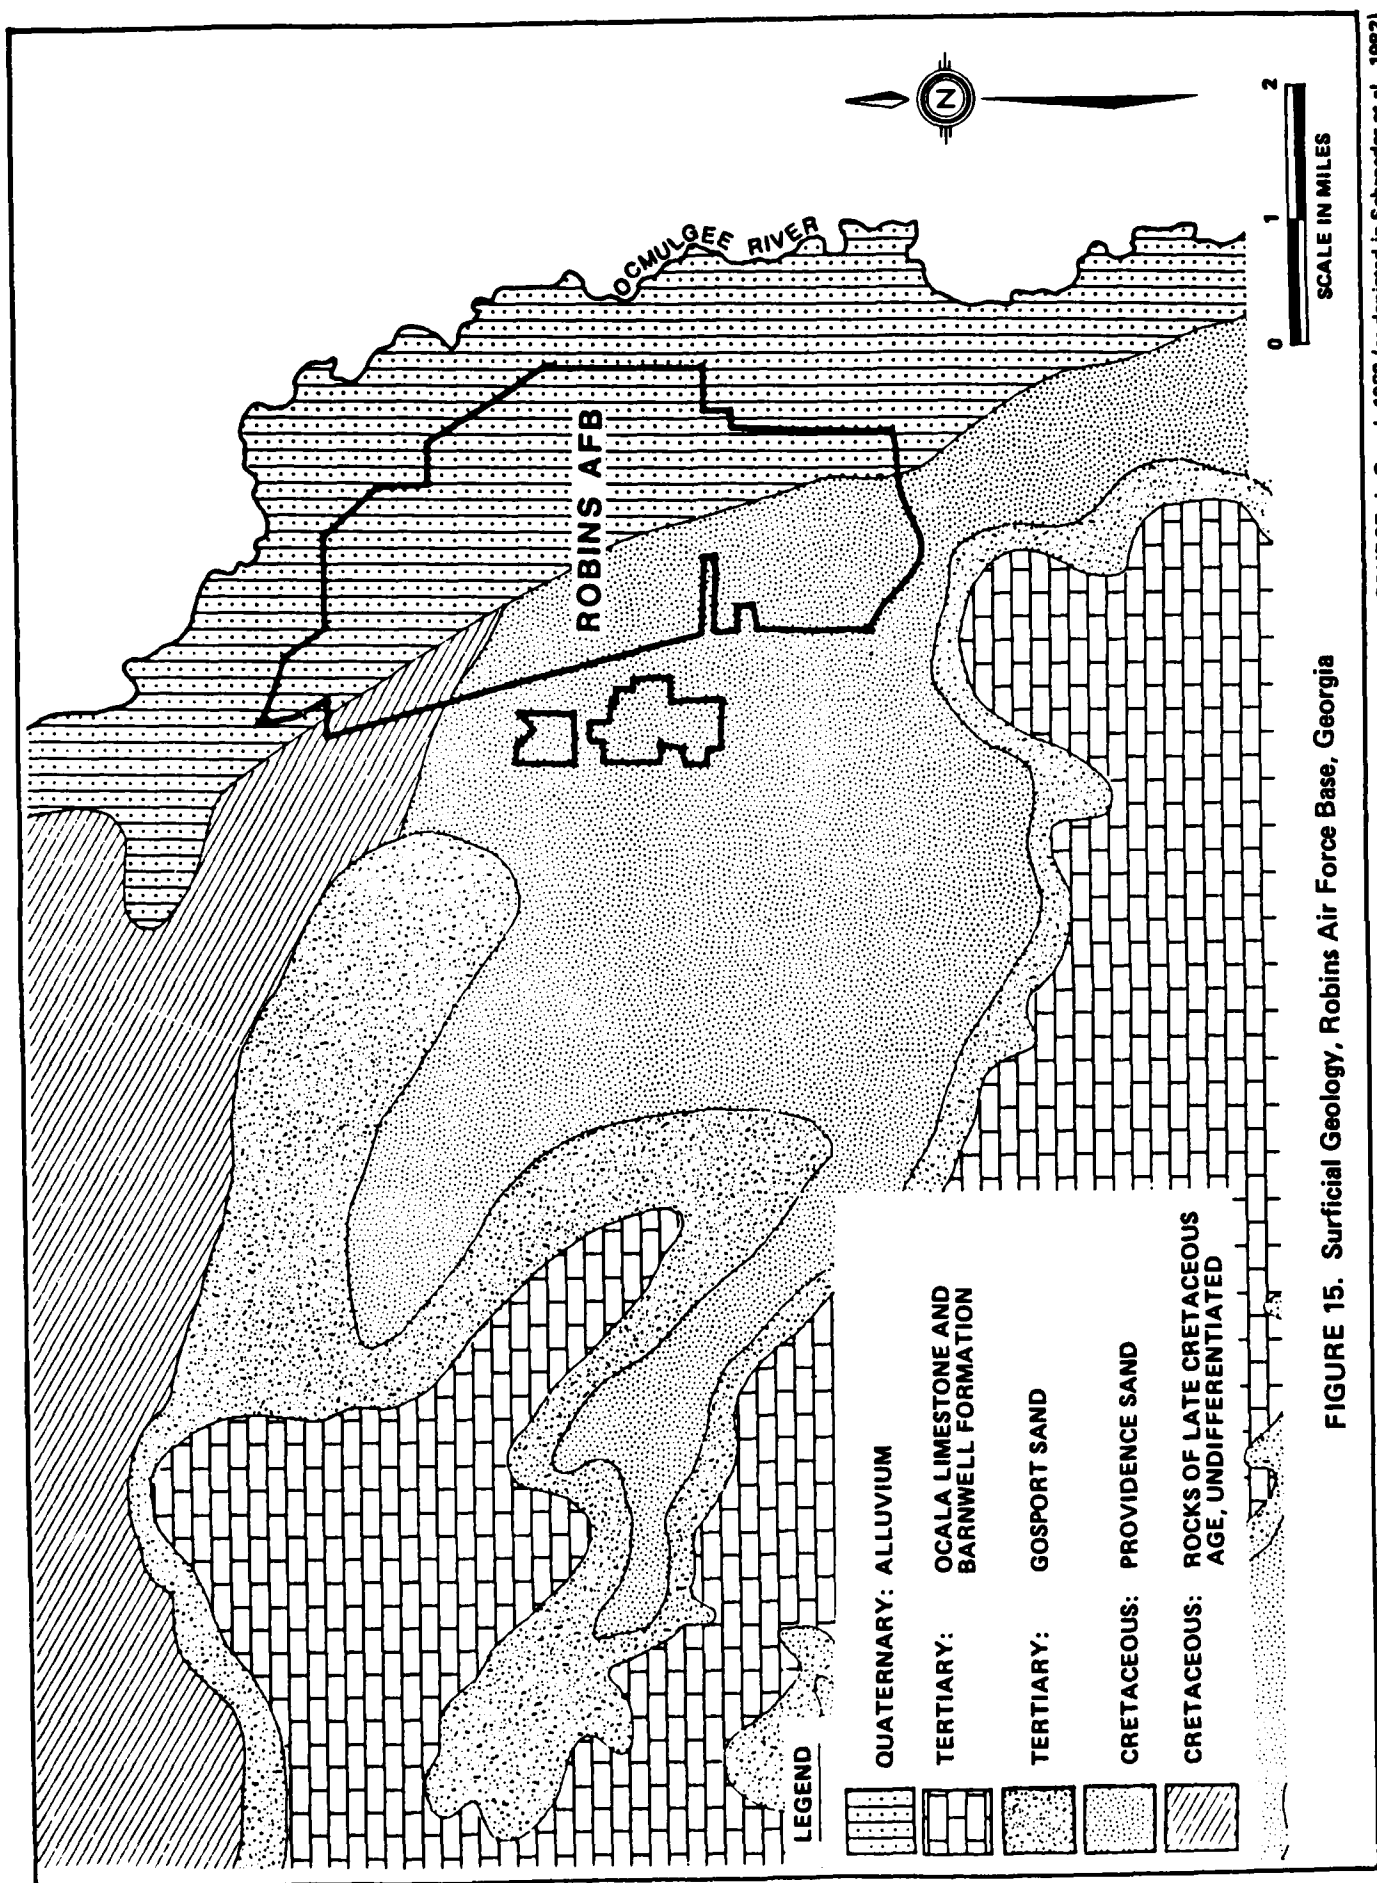 OCMULGEE RIVER
ROBINS AFB
N
0 1 2
SCALE IN MILES
LEGEND
QUATERNARY: ALLUVIUM
TERTIARY: OCALA LIMESTONE AND
BARNWELL FORMATION
TERTIARY: GOSPORT SAND
CRETACEOUS: PROVIDENCE SAND
CRETACEOUS: ROCKS OF LATE CRETACEOUS
AGE, UNDIFFERENTIATED
FIGURE 15. Surficial Geology, Robins Air Force Base, Georgia